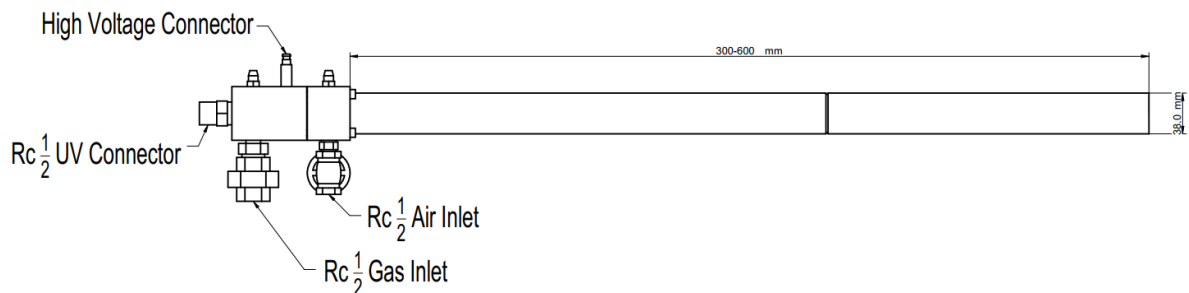 High Voltage Connector
300-600 mm
38.0 mm
Rc 1/2 UV Connector
Rc 1/2 Air Inlet
Rc 1/2 Gas Inlet